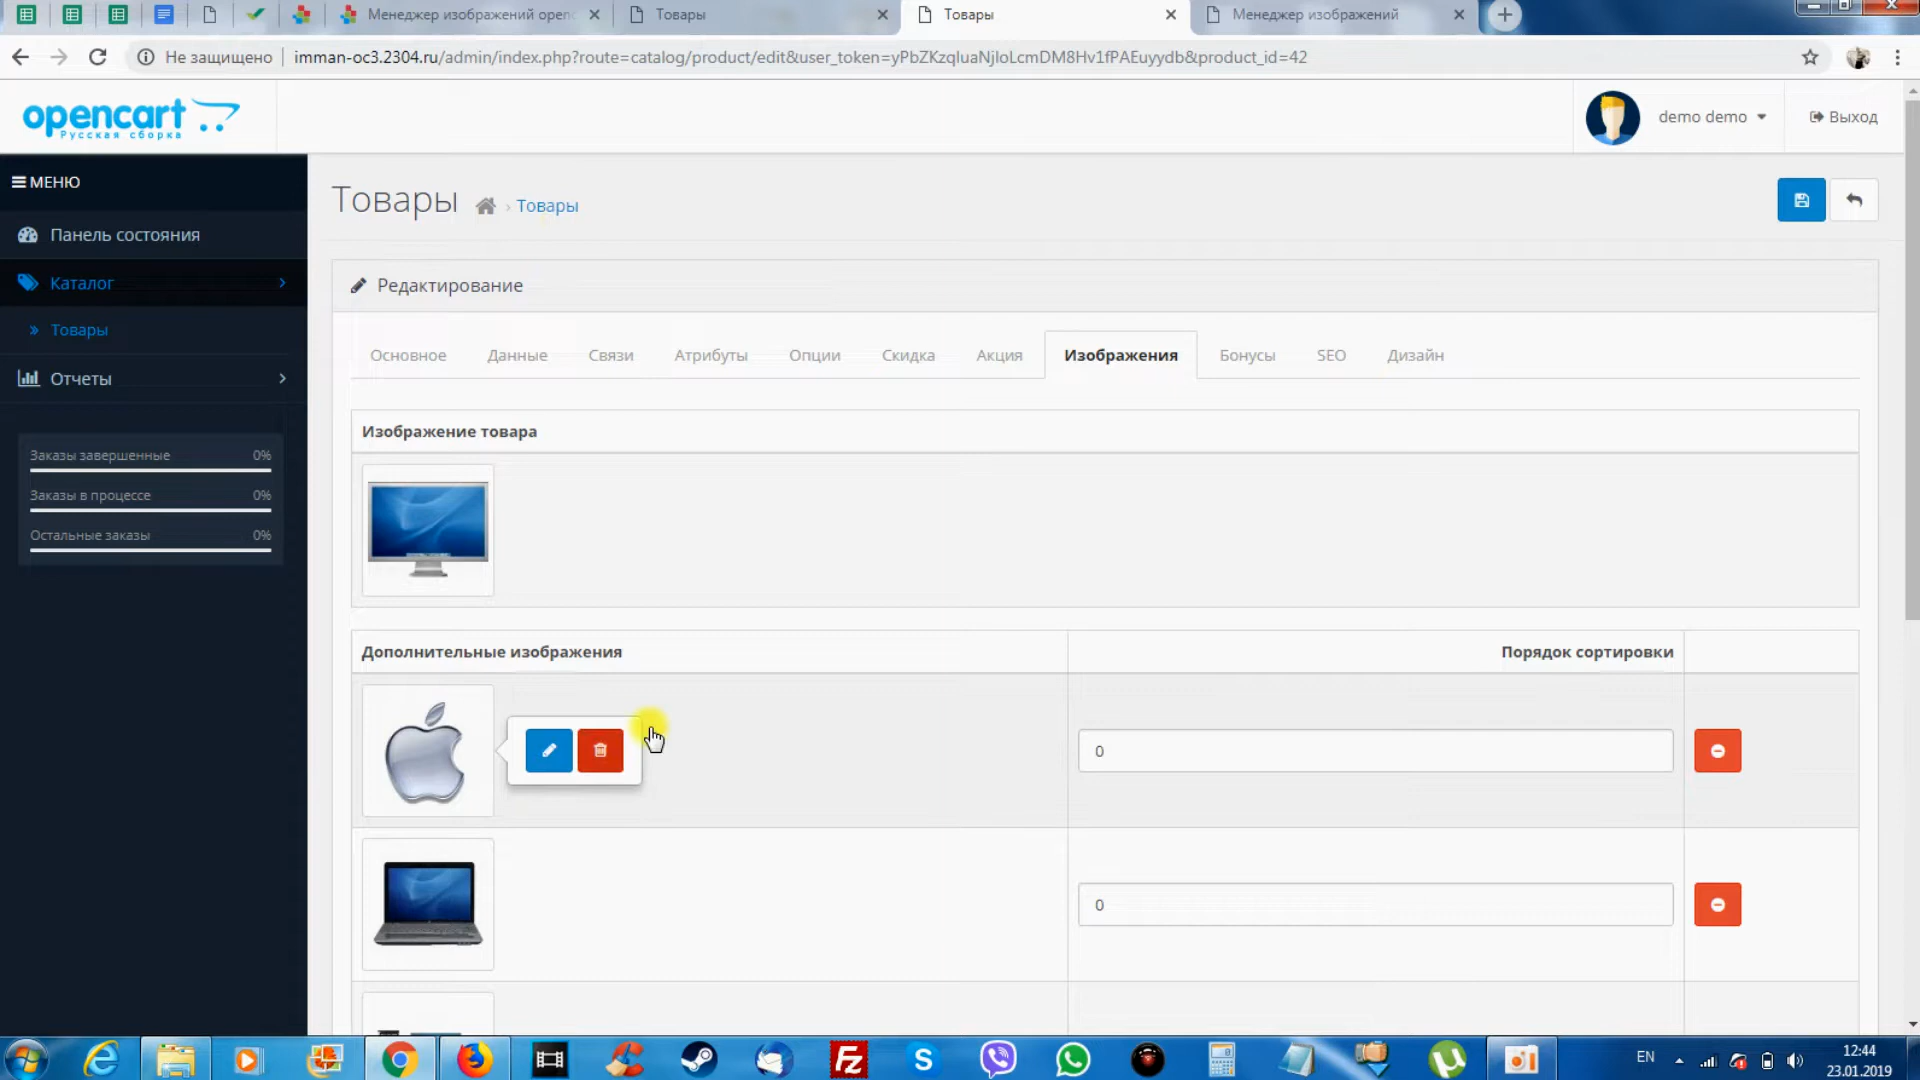 Менеджер изображений openc
Товары
Товары
Менеджер изображений
Не защищено
imman-oc3.2304.ru/admin/index.php?route=catalog/product/edit&user_token=yPbZKzqluaNjIoLcmDM8Hv1fPAEuyydb&product_id=42
opencart
Русская сборка
demo demo
Выход
МЕНЮ
Панель состояния
Каталог
Товары
Отчеты
Заказы завершенные 0%
Заказы в процессе 0%
Остальные заказы 0%
Товары
Товары
Редактирование
Основное
Данные
Связи
Атрибуты
Опции
Скидка
Акция
Изображения
Бонусы
SEO
Дизайн
Изображение товара
Дополнительные изображения
Порядок сортировки
0
0
EN
12:44
23.01.2019